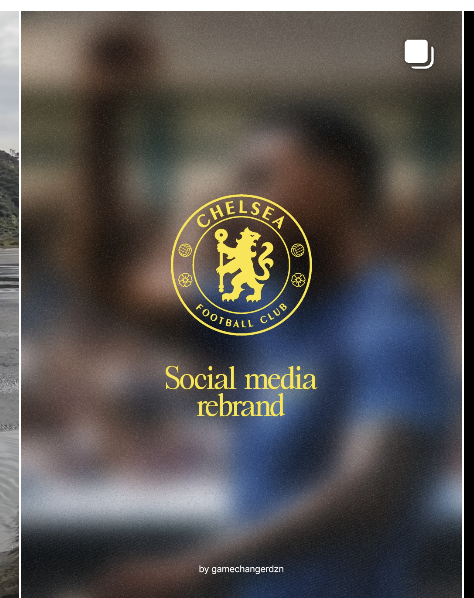 CHELSEA
FOOTBALL CLUB
Social media
rebrand
by gamechangerdzn